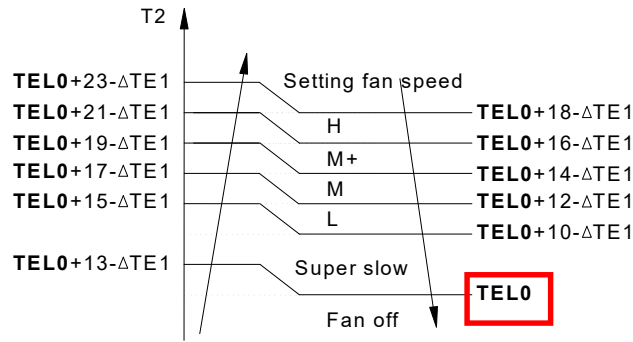 T2
TEL0+23-ΔTE1
Setting fan speed
TEL0+21-ΔTE1
TEL0+18-ΔTE1
H
TEL0+19-ΔTE1
TEL0+16-ΔTE1
M+
TEL0+17-ΔTE1
TEL0+14-ΔTE1
M
TEL0+15-ΔTE1
TEL0+12-ΔTE1
L
TEL0+10-ΔTE1
TEL0+13-ΔTE1
Super slow
TEL0
Fan off